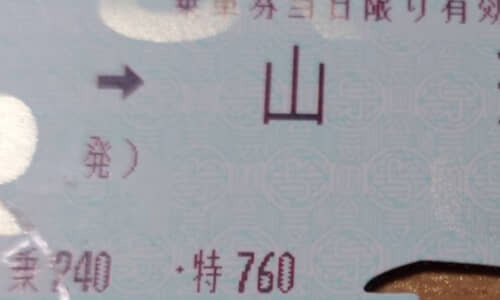 乗車券当日限り有効
➡ 山
発)
乗240 ・特760